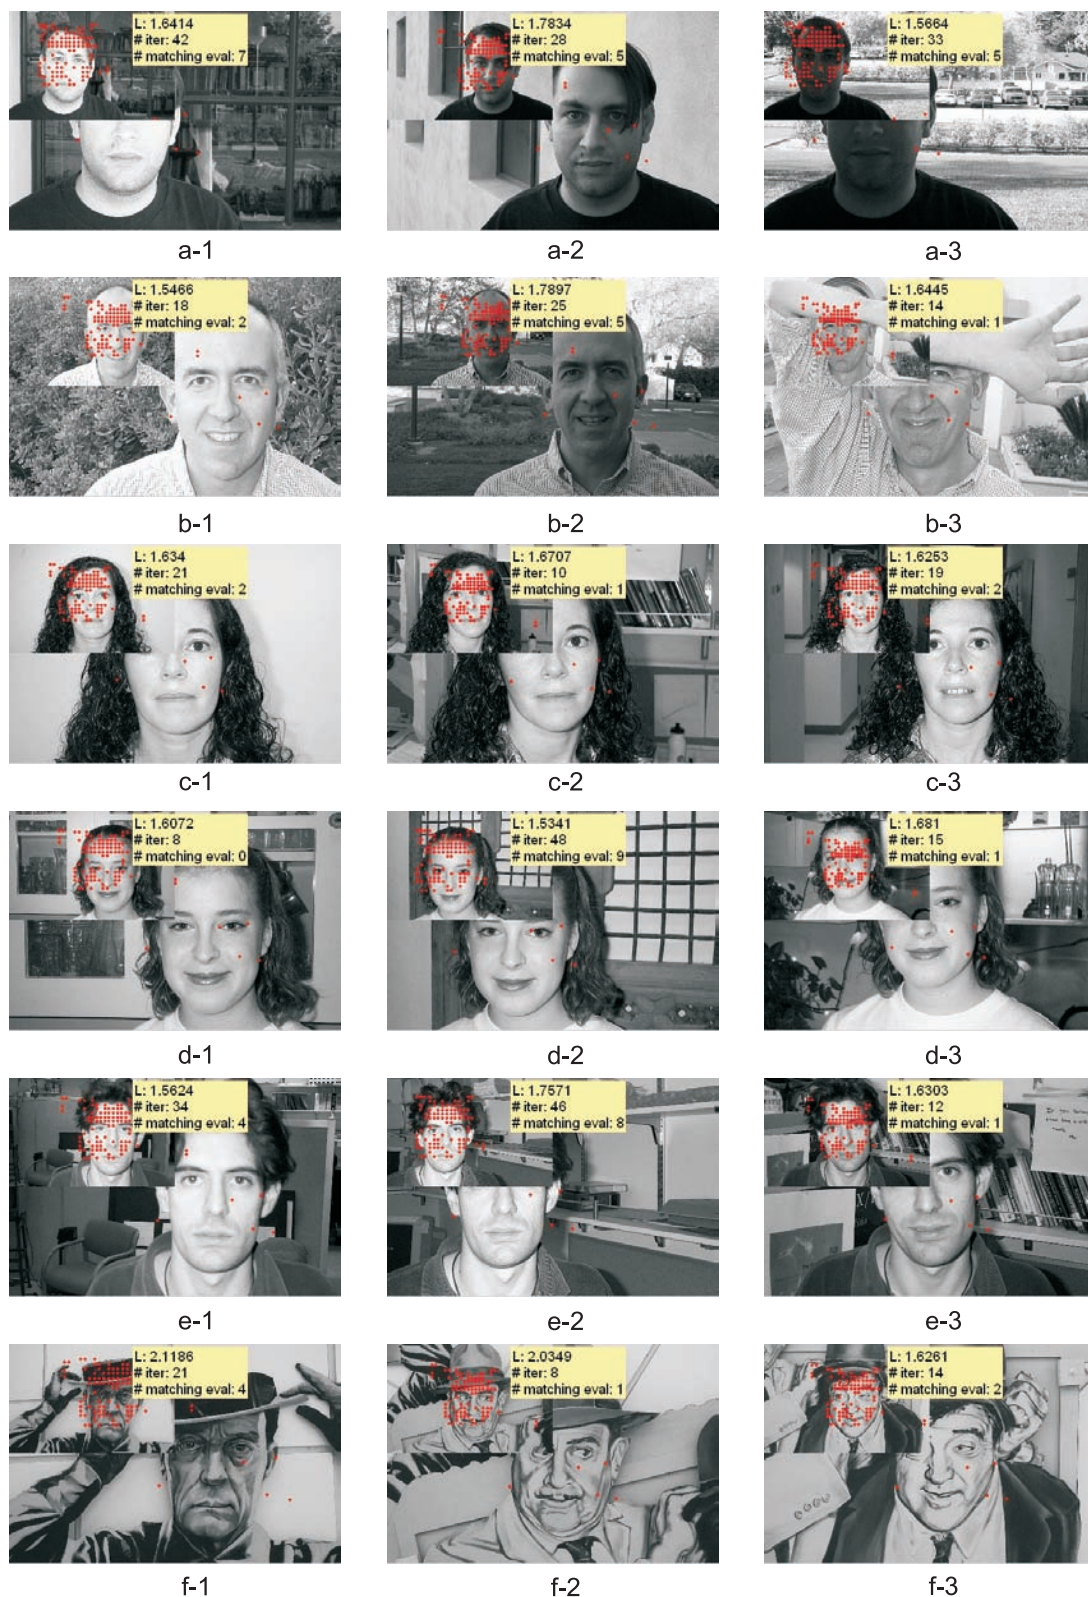 L: 1.6414
# iter: 42
# matching eval: 7
L: 1.7834
# iter: 28
# matching eval: 5
L: 1.5664
# iter: 33
# matching eval: 5
a-1
a-2
a-3
L: 1.5466
# iter: 18
# matching eval: 2
L: 1.7897
# iter: 25
# matching eval: 5
L: 1.6445
# iter: 14
# matching eval: 1
b-1
b-2
b-3
L: 1.634
# iter: 21
# matching eval: 2
L: 1.6707
# iter: 10
# matching eval: 1
L: 1.6253
# iter: 19
# matching eval: 2
c-1
c-2
c-3
L: 1.6072
# iter: 8
# matching eval: 0
L: 1.5341
# iter: 48
# matching eval: 9
L: 1.681
# iter: 15
# matching eval: 1
d-1
d-2
d-3
L: 1.5624
# iter: 34
# matching eval: 4
L: 1.7571
# iter: 46
# matching eval: 8
L: 1.6303
# iter: 12
# matching eval: 1
e-1
e-2
e-3
L: 2.1186
# iter: 21
# matching eval: 4
L: 2.0349
# iter: 8
# matching eval: 1
L: 1.6261
# iter: 14
# matching eval: 2
f-1
f-2
f-3